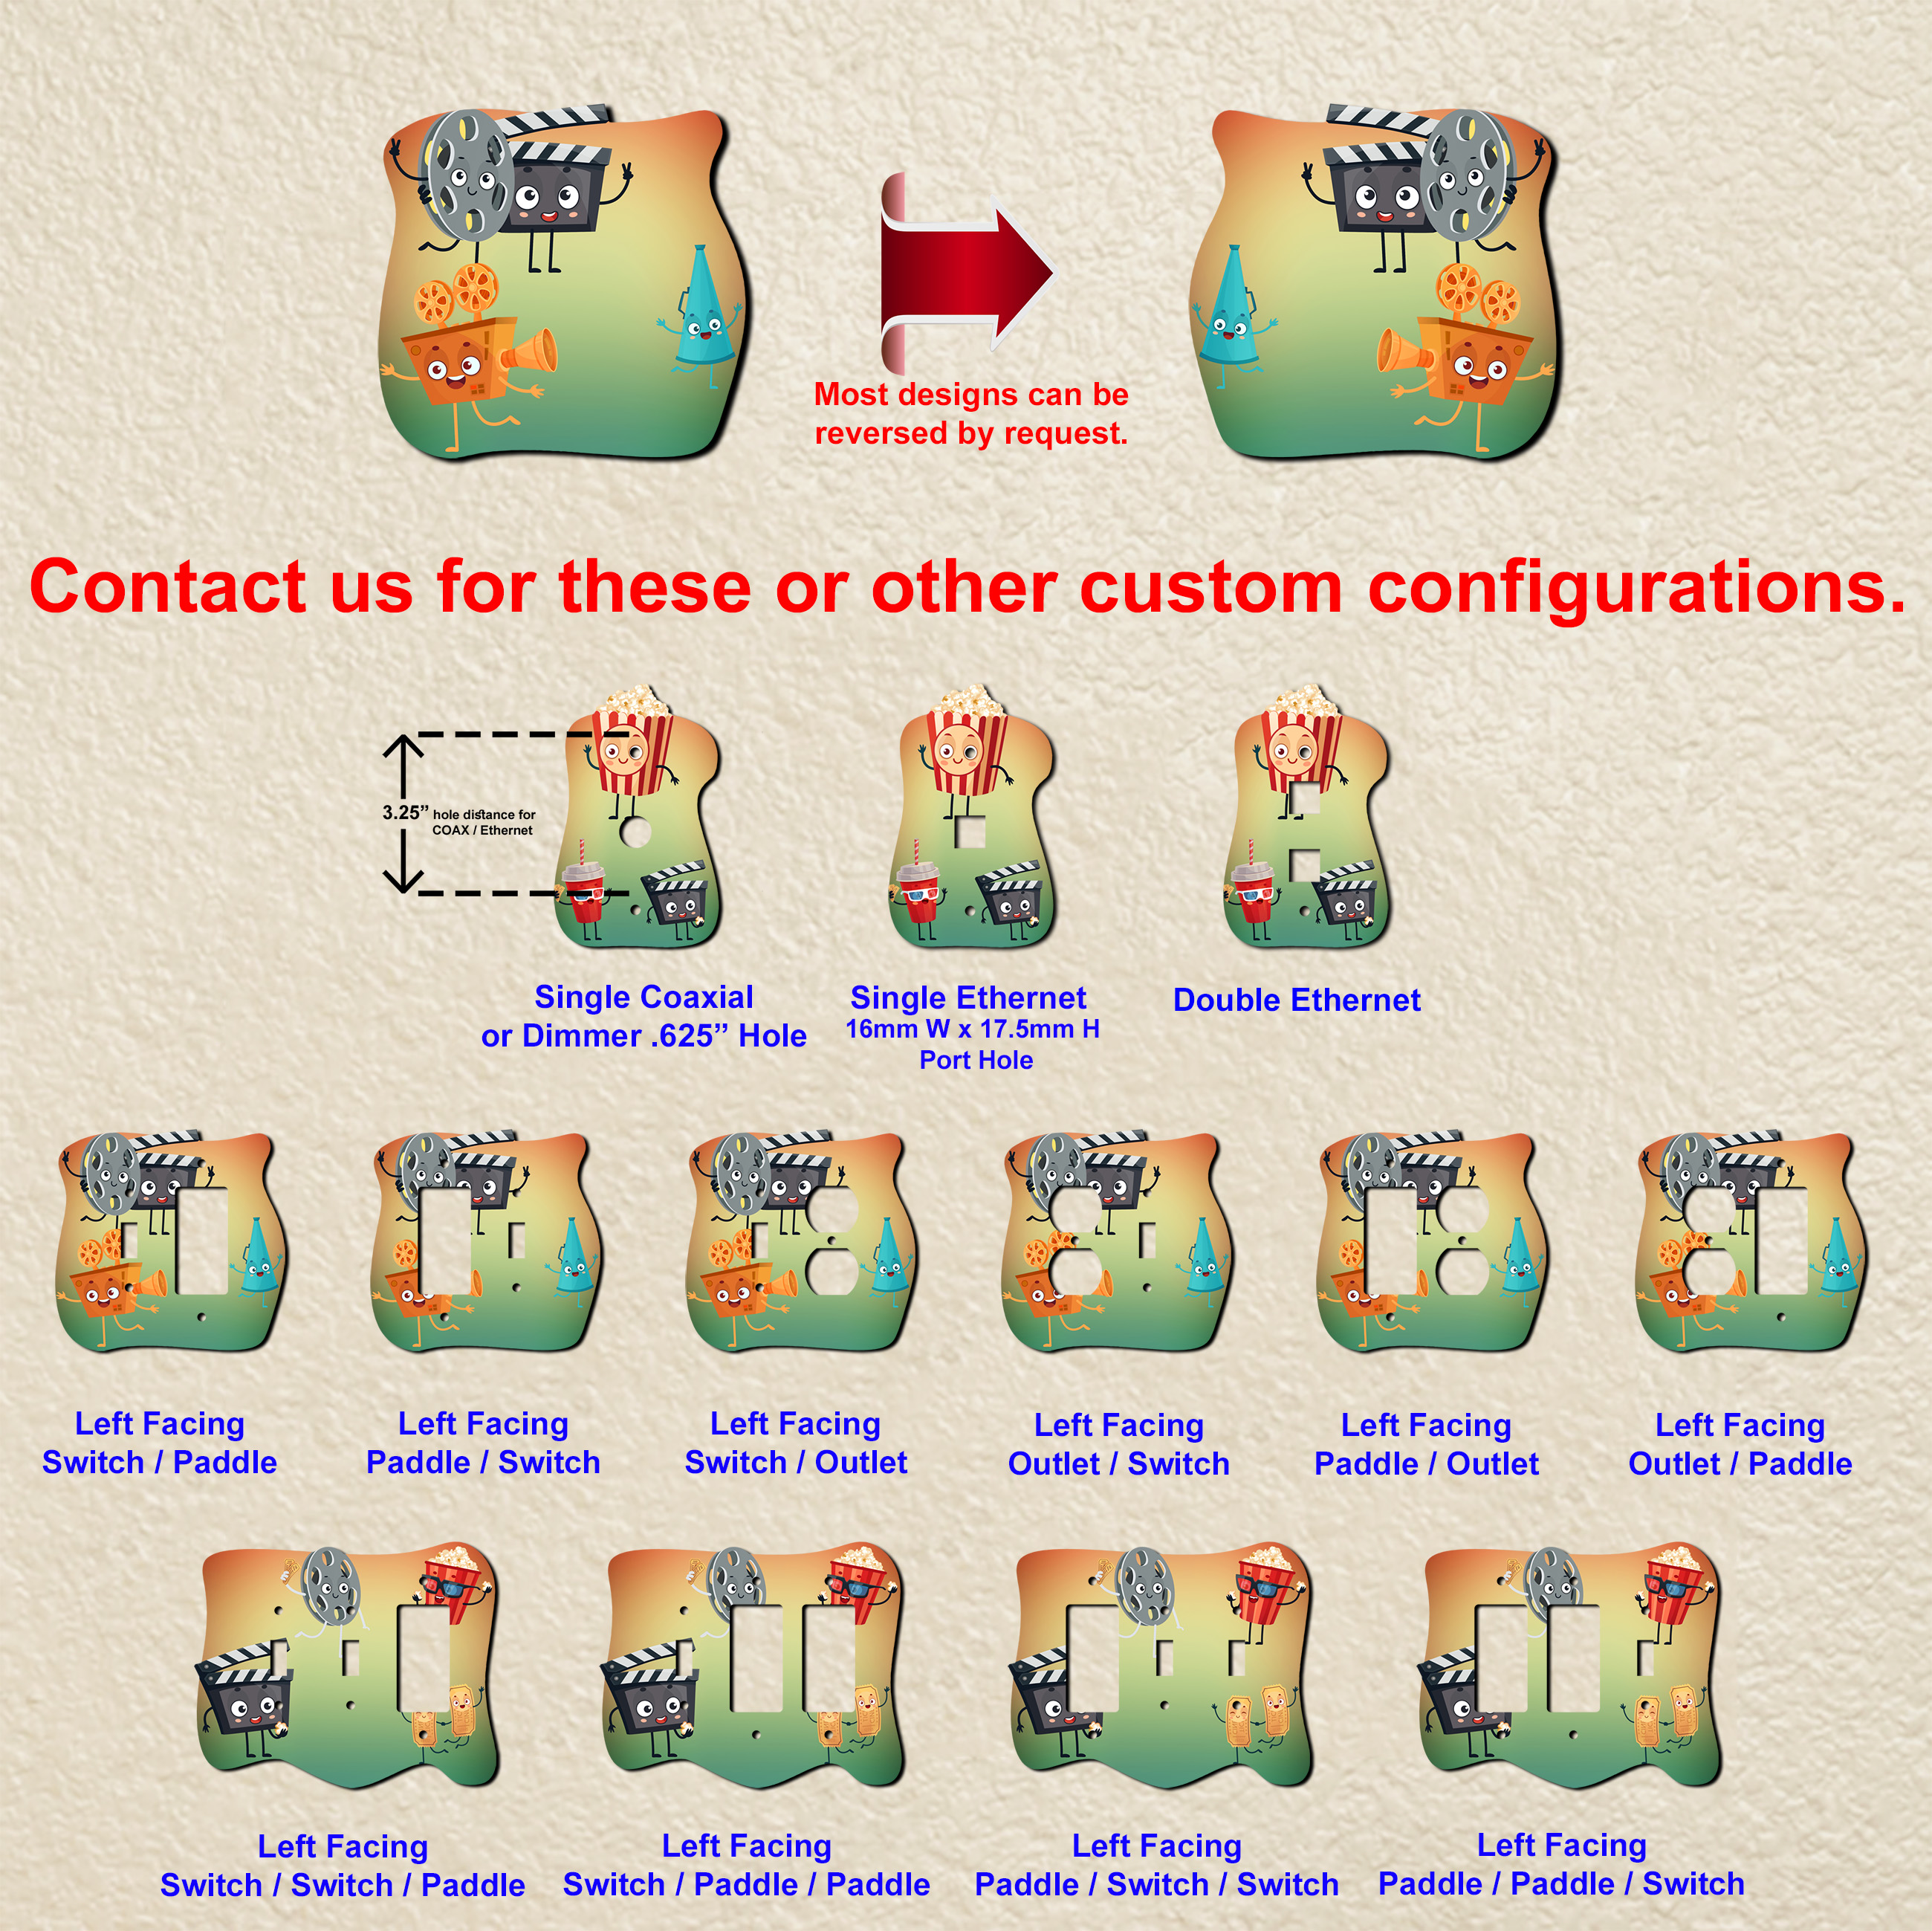 Most designs can be
reversed by request.
Contact us for these or other custom configurations.
3.25” hole distance for
COAX / Ethernet
Single Coaxial
or Dimmer .625” Hole
Single Ethernet
16mm W x 17.5mm H
Port Hole
Double Ethernet
Left Facing
Switch / Paddle
Left Facing
Paddle / Switch
Left Facing
Switch / Outlet
Left Facing
Outlet / Switch
Left Facing
Paddle / Outlet
Left Facing
Outlet / Paddle
Left Facing
Switch / Switch / Paddle
Left Facing
Switch / Paddle / Paddle
Left Facing
Paddle / Switch / Switch
Left Facing
Paddle / Paddle / Switch